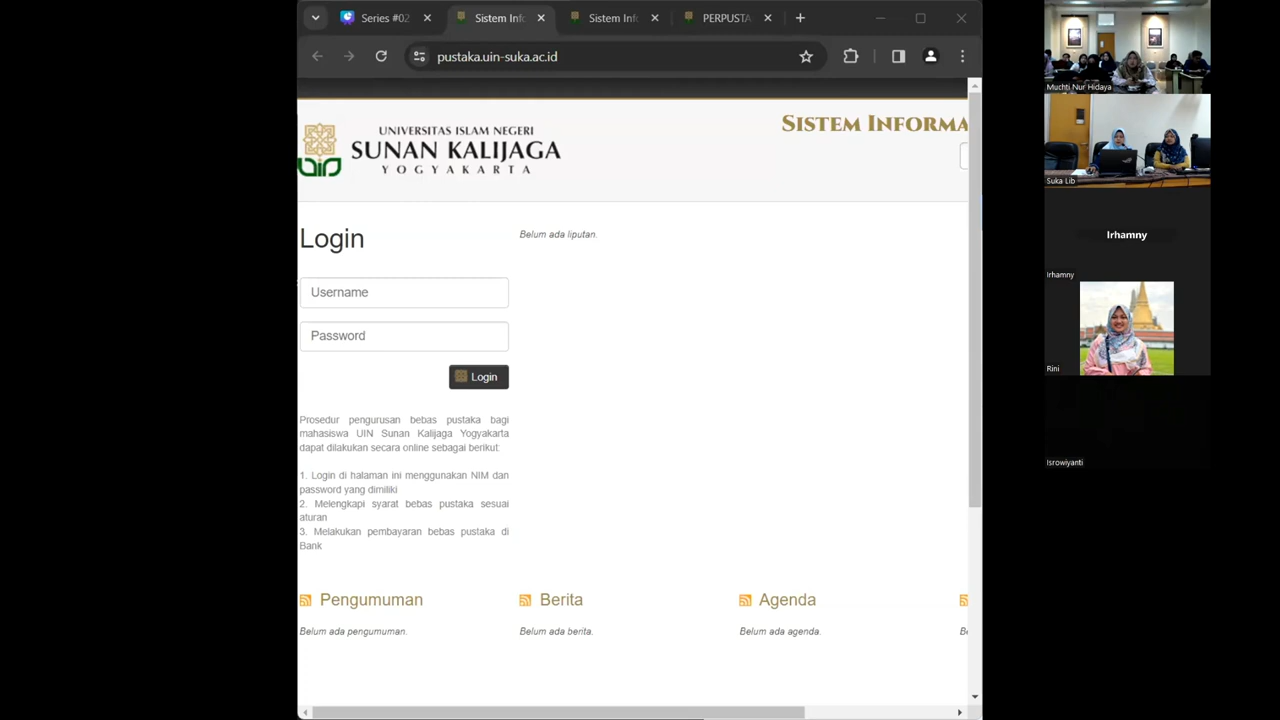 Series #02
Sistem Info
Sistem Info
PERPUSTA
pustaka.uin-suka.ac.id
UNIVERSITAS ISLAM NEGERI
SUNAN KALIJAGA
YOGYAKARTA
SISTEM INFORMA
Login
Belum ada liputan.
Username
Password
Login
Prosedur pengurusan bebas pustaka bagi
mahasiswa UIN Sunan Kalijaga Yogyakarta
dapat dilakukan secara online sebagai berikut:
1. Login di halaman ini menggunakan NIM dan
password yang dimiliki
2. Melengkapi syarat bebas pustaka sesuai
aturan
3. Melakukan pembayaran bebas pustaka di
Bank
Pengumuman
Berita
Agenda
Belum ada pengumuman.
Belum ada berita.
Belum ada agenda.
Be
Muchti Nur Hidaya
Suka Lib
Irhamny
Irhamny
Rini
Isrowiyanti